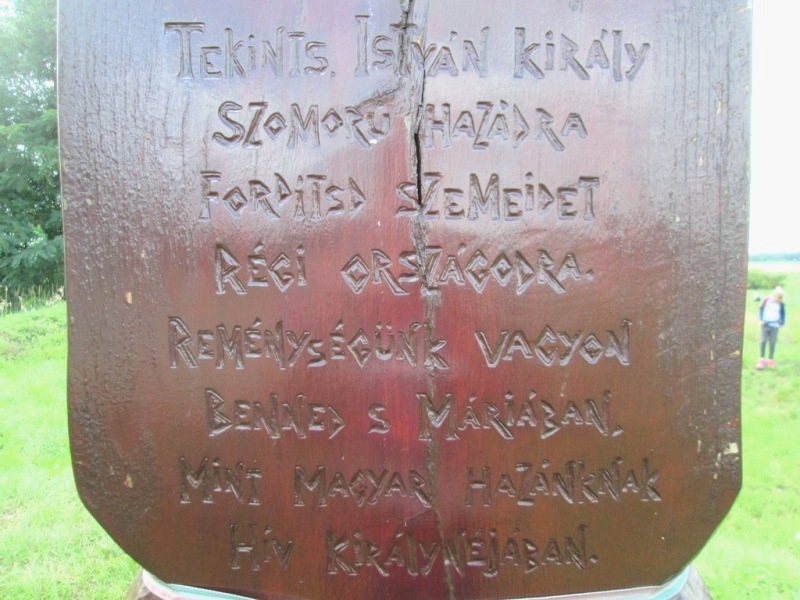 Tekints, István király
Szomoru hazádra
Forditsd szemeidet
Régi országodra.
Reménységünk vagyon
Benned s Máriában,
Mint magyar hazánknak
Hív királynéjában.